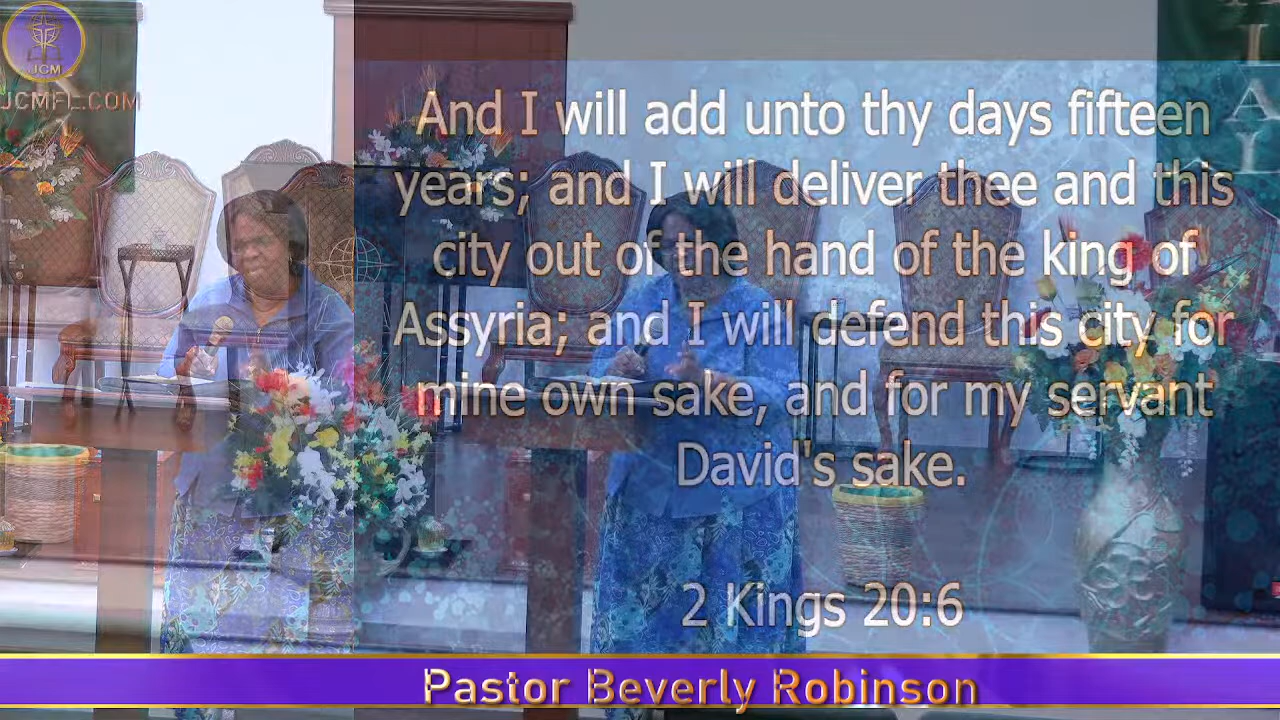 JCM
JCMFL.COM
And I will add unto thy days fifteen
years; and I will deliver thee and this
city out of the hand of the king of
Assyria; and I will defend this city for
mine own sake, and for my servant
David"s sake.
2 Kings 20:6
Pastor Beverly Robinson